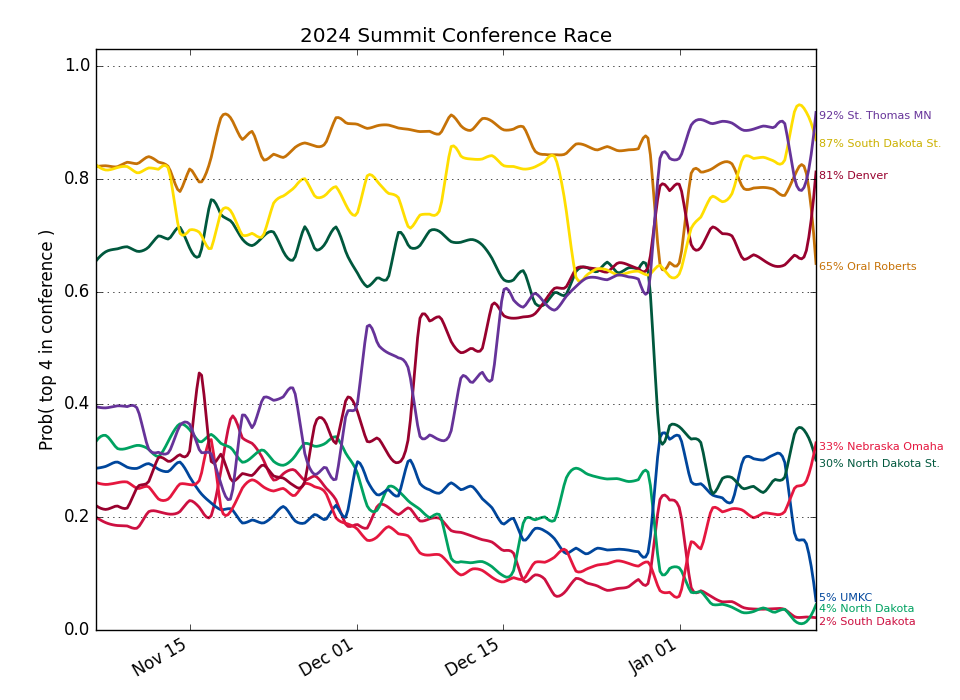 2024 Summit Conference Race
Prob( top 4 in conference )
1.0
0.8
0.6
0.4
0.2
0.0
Nov 15
Dec 01
Dec 15
Jan 01
92% St. Thomas MN
87% South Dakota St.
81% Denver
65% Oral Roberts
33% Nebraska Omaha
30% North Dakota St.
5% UMKC
4% North Dakota
2% South Dakota